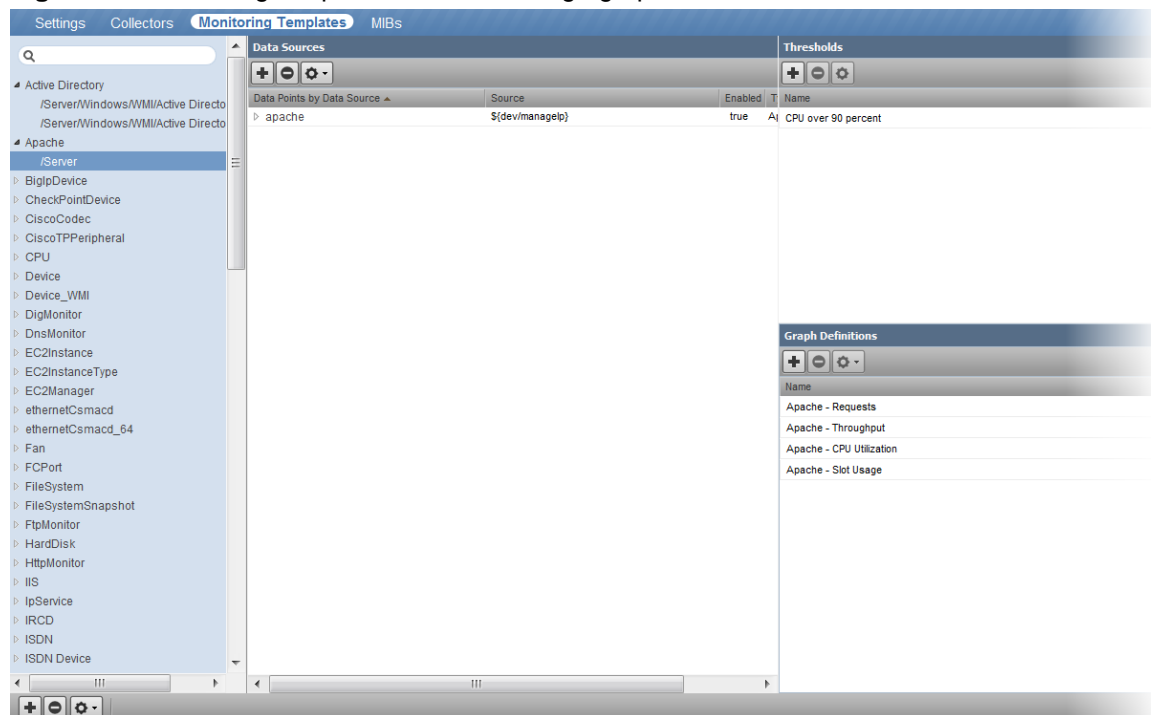 Settings Collectors Monitoring Templates MIBs
Data Sources
Thresholds
Data Points by Data Source Source Enabled T
Name
apache ${dev/manageIp} true A
CPU over 90 percent
Active Directory
/Server/Windows/WMI/Active Directo
/Server/Windows/WMI/Active Directo
Apache
/Server
BigIpDevice
CheckPointDevice
CiscoCodec
CiscoTPPeripheral
CPU
Device
Device_WMI
DigMonitor
DnsMonitor
EC2Instance
EC2InstanceType
EC2Manager
ethernetCsmacd
ethernetCsmacd_64
Fan
FCPort
FileSystem
FileSystemSnapshot
FtpMonitor
HardDisk
HttpMonitor
IIS
IpService
IRCD
ISDN
ISDN Device
Graph Definitions
Name
Apache - Requests
Apache - Throughput
Apache - CPU Utilization
Apache - Slot Usage